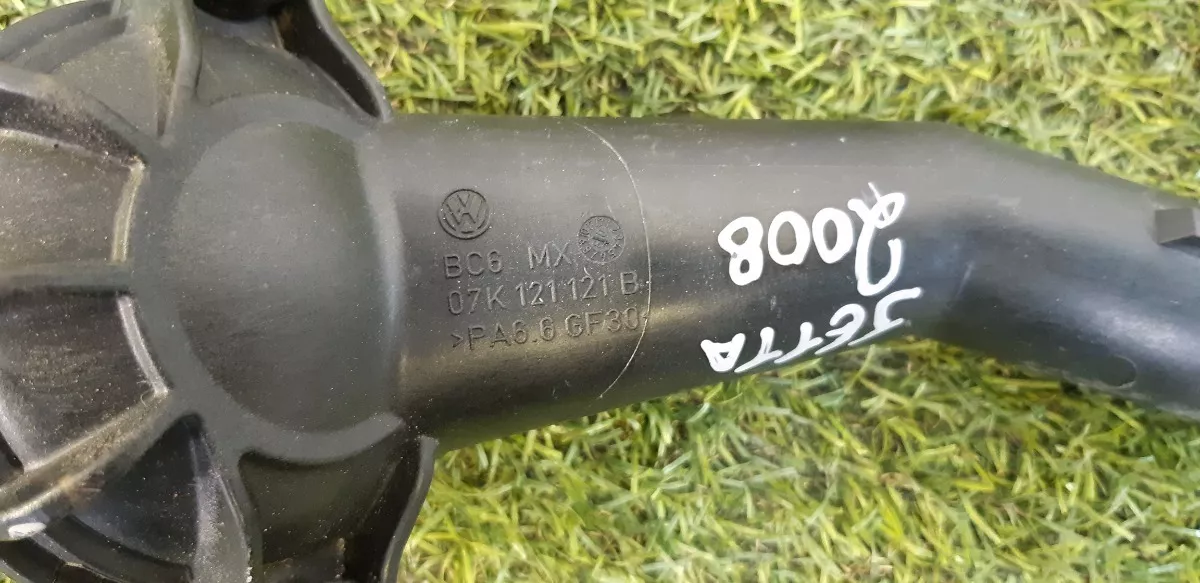 BC6 MX
07K 121 121 B
>PA6.6 GF30<
JETTA
2008